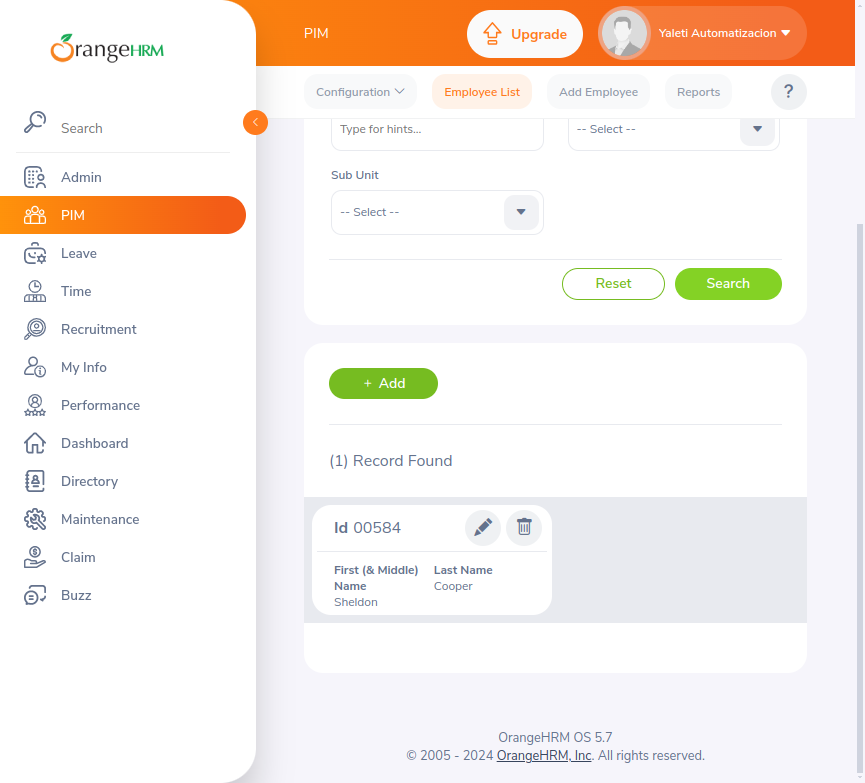 OrangeHRM
PIM
Upgrade
Yaleti Automatizacion
Configuration
Employee List
Add Employee
Reports
?
Search
Admin
PIM
Leave
Time
Recruitment
My Info
Performance
Dashboard
Directory
Maintenance
Claim
Buzz
Type for hints...
-- Select --
Sub Unit
-- Select --
Reset
Search
+ Add
(1) Record Found
Id 00584
First (& Middle) Name
Sheldon
Last Name
Cooper
OrangeHRM OS 5.7
© 2005 - 2024 OrangeHRM, Inc. All rights reserved.